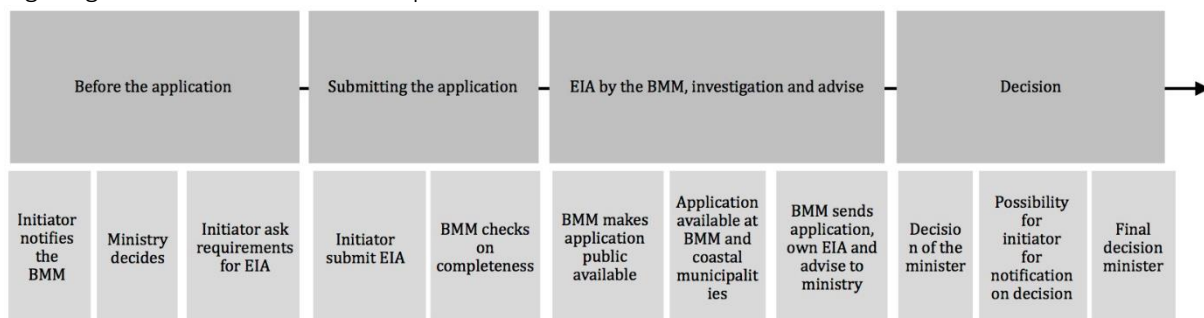 Before the application
Submitting the application
EIA by the BMM, investigation and advise
Decision
Initiator
notifies
the
BMM
Ministry
decides
Initiator ask
requirements
for EIA
Initiator
submit EIA
BMM checks
on
completeness
BMM makes
application
public
available
Application
available at
BMM and
coastal
municipalit
ies
BMM sends
application,
own EIA and
advise to
ministry
Decisio
n of the
minister
Possibility
for
initiator
for
notification
on decision
Final
decision
minister